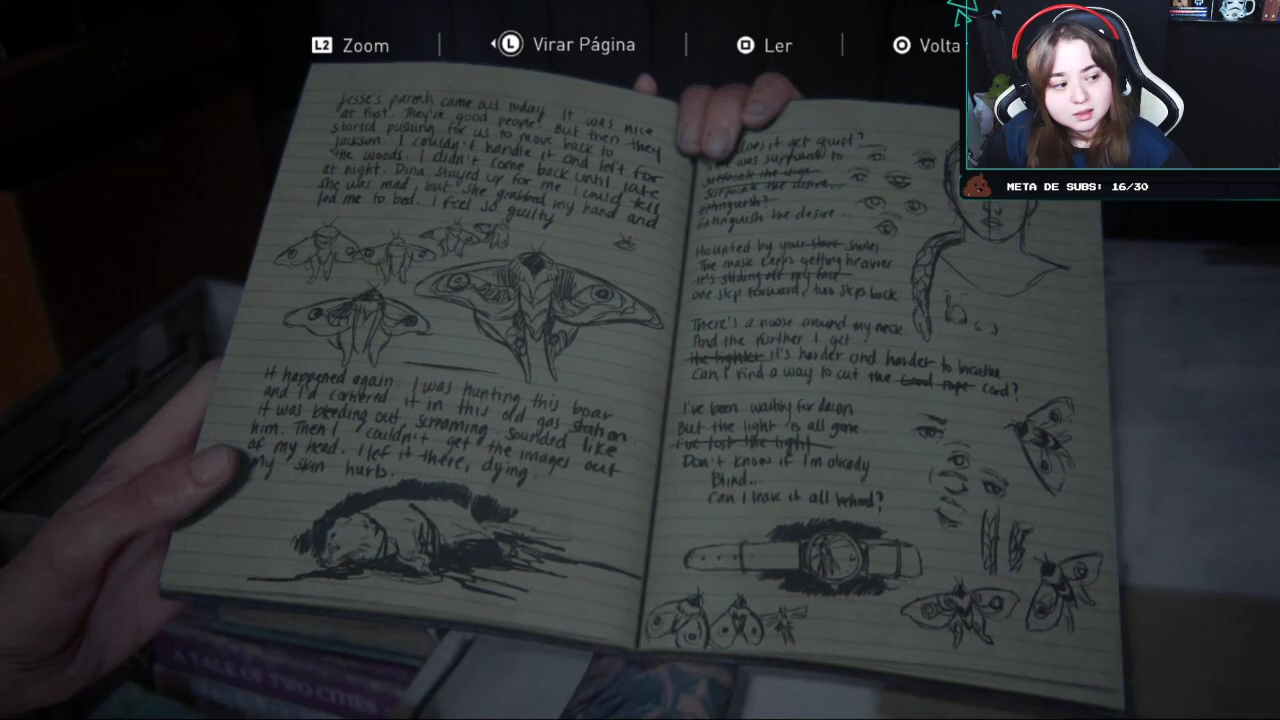 L2 Zoom
L Virar Página
Ler
Volta
META DE SUBS: 16/30
Jesse's parents came out today. It was nice
at first. They're good people. But then they
started pushing for us to move back to
Jackson. I couldn't handle it and left for
the woods. I didn't come back until late
at night. Dina stayed up for me. I could tell
she was mad, but she grabbed my hand and
led me to bed. I feel so guilty
It happened again. I was hunting this boar
and I'd cornered it in this old gas station
it was bleeding out, screaming. Sounded like
him. Then I couldn't get the images out
of my head. I lef it there, dying.
My skin hurts.
does it get quiet?
was supposed to
suffocate the urge...
suffocate the desire...
extinguish?
Extinguish the desire...
Haunted by your stare smiles
The mask keeps getting heavier
it's sliding off my face
one step forward, two steps back.
There's a noose around my neck
And the further I get
the tighter it's harder and harder to breathe
Can I find a way to cut the rope cord?
I've been waiting for dawn
But the light is all gone
I've lost the light
Don't know if I'm already
Blind...
Can I leave it all behind?
A TALE OF TWO CITIES